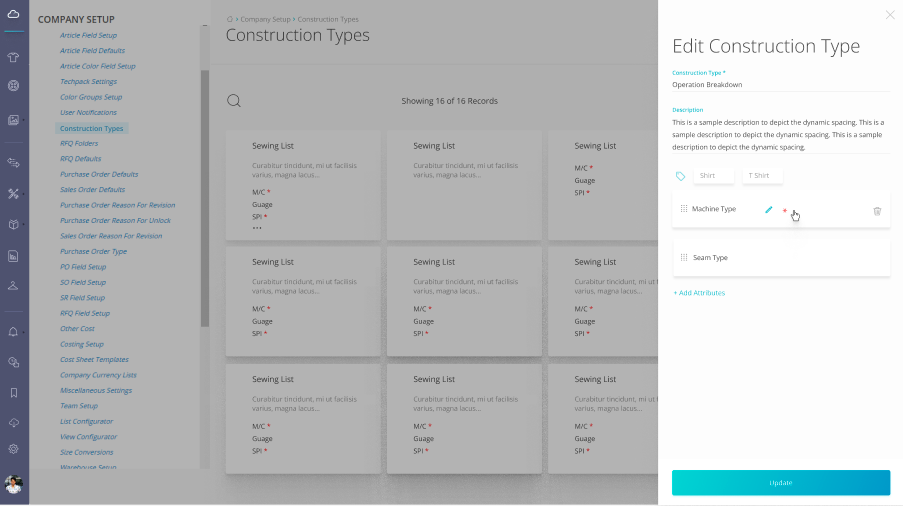 COMPANY SETUP
Article Field Setup
Article Field Defaults
Article Color Field Setup
Techpack Settings
Color Groups Setup
User Notifications
Construction Types
RFQ Folders
RFQ Defaults
Purchase Order Defaults
Sales Order Defaults
Purchase Order Reason For Revision
Purchase Order Reason For Unlock
Sales Order Reason For Revision
Purchase Order Type
PO Field Setup
SO Field Setup
SR Field Setup
RFQ Field Setup
Other Cost
Costing Setup
Cost Sheet Templates
Company Currency Lists
Miscellaneous Settings
Team Setup
List Configurator
View Configurator
Size Conversions
Warehouse Setup
Company Setup > Construction Types
Construction Types
Showing 16 of 16 Records
Sewing List
Curabitur tincidunt, mi ut facilisis
varius, magna lacus...
M/C *
Guage
SPI *
...
Sewing List
Curabitur tincidunt, mi ut facilisis
varius, magna lacus...
M/C *
Guage
SPI *
Sewing List
M/C *
Guage
SPI *
Sewing List
Curabitur tincidunt, mi ut facilisis
varius, magna lacus...
M/C *
Guage
SPI *
Sewing List
Curabitur tincidunt, mi ut facilisis
varius, magna lacus...
M/C *
Guage
SPI *
Sewing List
Curabitur tincidunt, mi
varius, magna lacus...
M/C *
Guage
SPI *
Sewing List
Curabitur tincidunt, mi ut facilisis
varius, magna lacus...
M/C *
Guage
SPI *
Sewing List
Curabitur tincidunt, mi ut facilisis
varius, magna lacus...
M/C *
Guage
SPI *
Sewing List
Curabitur tincidunt, mi
varius, magna lacus...
M/C *
Guage
SPI *
Edit Construction Type
Construction Type *
Operation Breakdown
Description
This is a sample description to depict the dynamic spacing. This is a
sample description to depict the dynamic spacing. This is a sample
description to depict the dynamic spacing.
Shirt
T Shirt
Machine Type *
Seam Type
+ Add Attributes
Update